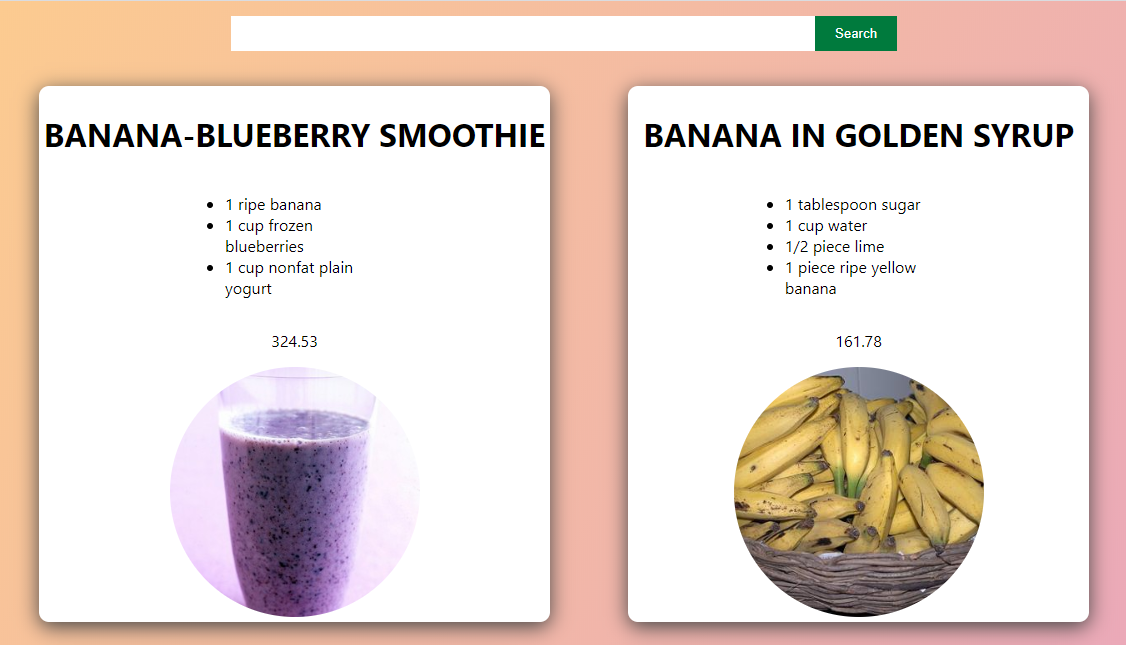 Search
BANANA-BLUEBERRY SMOOTHIE
1 ripe banana
1 cup frozen
blueberries
1 cup nonfat plain
yogurt
324.53
BANANA IN GOLDEN SYRUP
1 tablespoon sugar
1 cup water
1/2 piece lime
1 piece ripe yellow
banana
161.78